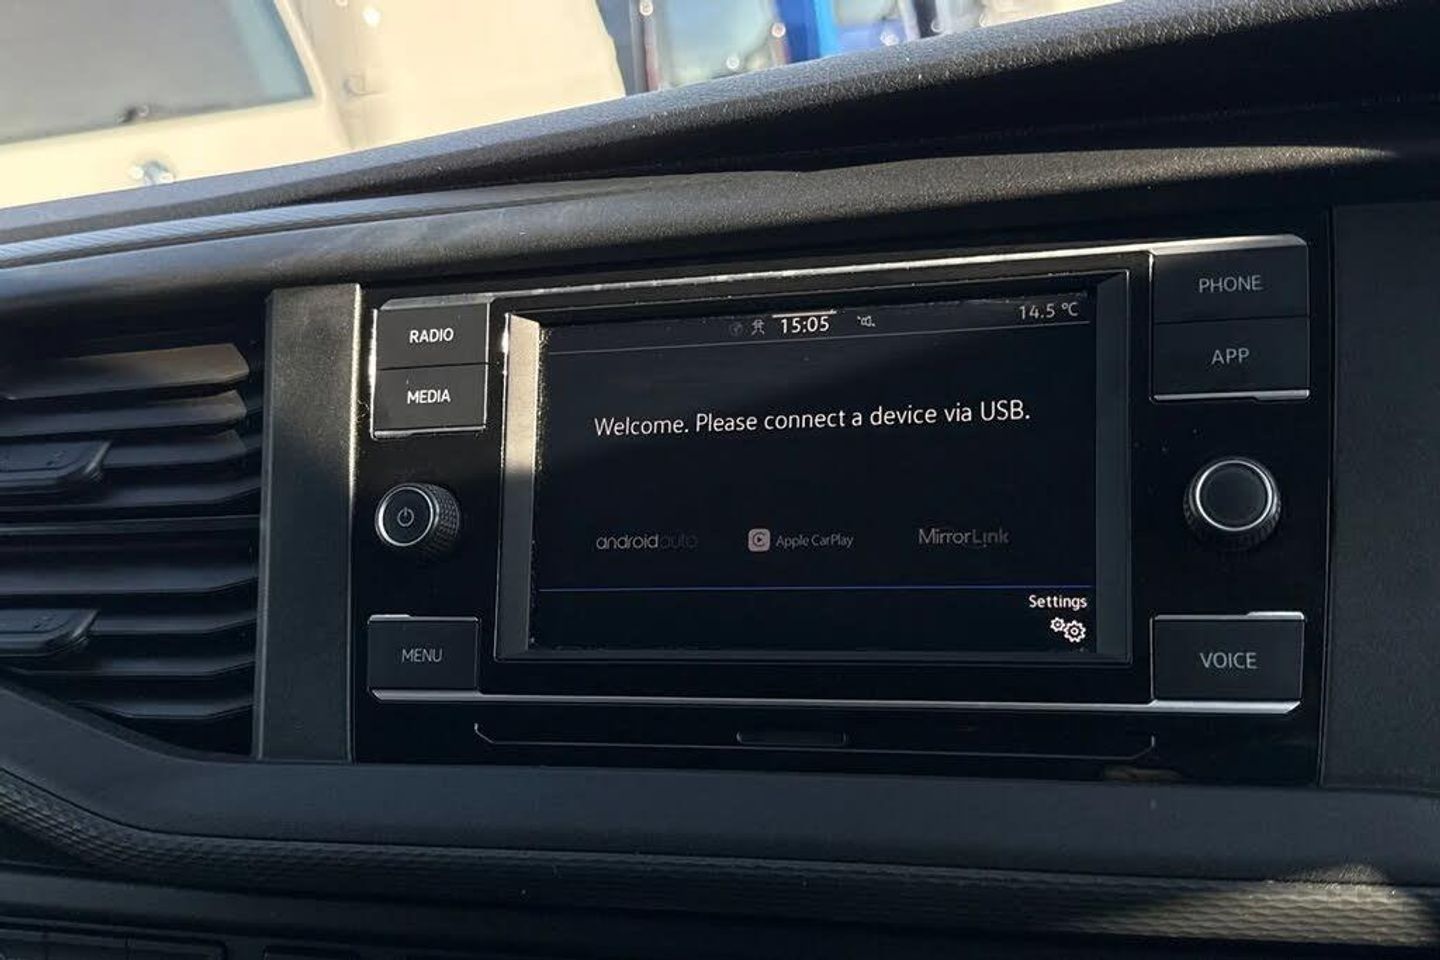 RADIO
MEDIA
MENU
15:05
14.5 °C
Welcome. Please connect a device via USB.
androidauto
Apple CarPlay
MirrorLink
Settings
PHONE
APP
VOICE